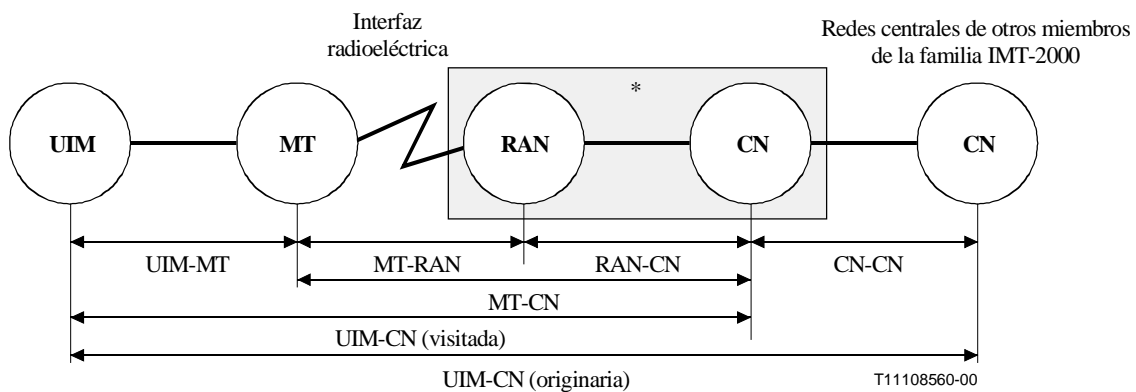 Interfaz
radioeléctrica
Redes centrales de otros miembros
de la familia IMT-2000
*
UIM
MT
RAN
CN
CN
UIM-MT
MT-RAN
RAN-CN
CN-CN
MT-CN
UIM-CN (visitada)
UIM-CN (originaria)
T11108560-00